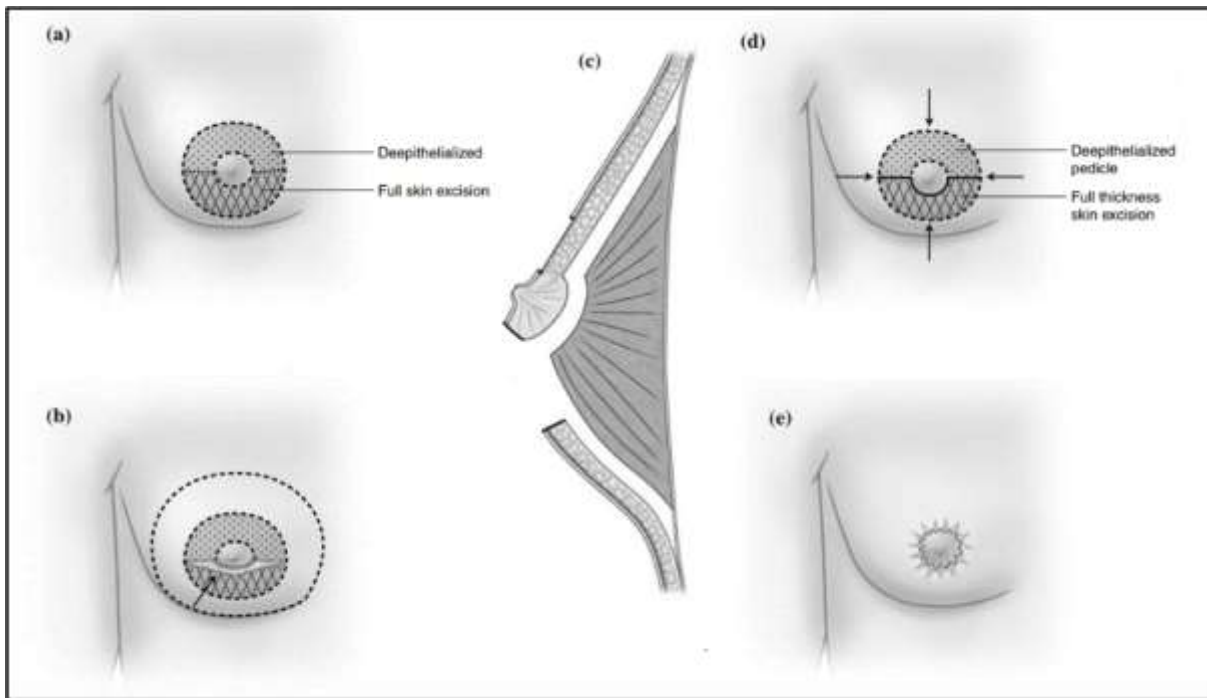 (a)
Deepithelialized
Full skin excision
(b)
(c)
(d)
Deepithelialized
pedicle
Full thickness
skin excision
(e)